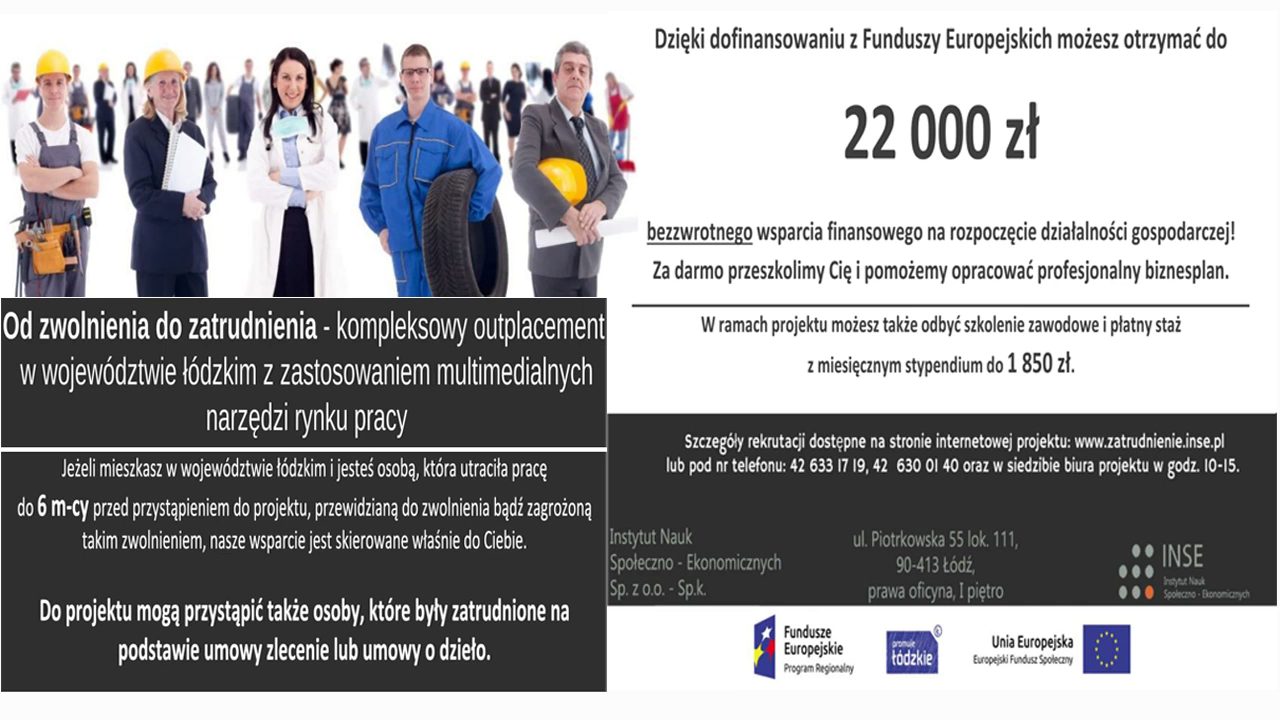 Od zwolnienia do zatrudnienia - kompleksowy outplacement
w województwie łódzkim z zastosowaniem multimedialnych
narzędzi rynku pracy
Jeżeli mieszkasz w województwie łódzkim i jesteś osobą, która utraciła pracę
do 6 m-cy przed przystąpieniem do projektu, przewidzianą do zwolnienia bądź zagrożoną
takim zwolnieniem, nasze wsparcie jest skierowane właśnie do Ciebie.
Do projektu mogą przystąpić także osoby, które były zatrudnione na
podstawie umowy zlecenie lub umowy o dzieło.
Dzięki dofinansowaniu z Funduszy Europejskich możesz otrzymać do
22 000 zł
bezzwrotnego wsparcia finansowego na rozpoczęcie działalności gospodarczej!
Za darmo przeszkolimy Cię i pomożemy opracować profesjonalny biznesplan.
W ramach projektu możesz także odbyć szkolenie zawodowe i płatny staż
z miesięcznym stypendium do 1 850 zł.
Szczegóły rekrutacji dostępne na stronie internetowej projektu: www.zatrudnienie.inse.pl
lub pod nr telefonu: 42 633 17 19, 42 630 01 40 oraz w siedzibie biura projektu w godz. 10-15.
Instytut Nauk
Społeczno - Ekonomicznych
Sp. z o.o. - Sp.k.
ul. Piotrkowska 55 lok. 111,
90-413 Łódź,
prawa oficyna, I piętro
INSE
Instytut Nauk
Społeczno - Ekonomicznych
Fundusze
Europejskie
Program Regionalny
promuje
łódzkie
Unia Europejska
Europejski Fundusz Społeczny